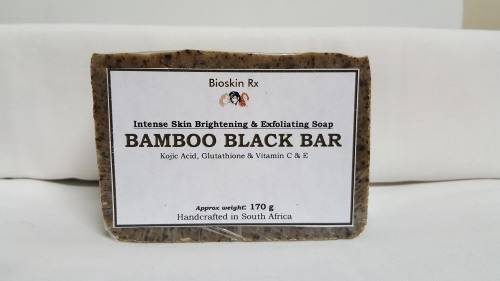 Bioskin Rx
Intense Skin Brightening & Exfoliating Soap
BAMBOO BLACK BAR
Kojic Acid, Glutathione & Vitamin C & E
Approx weight: 170 g
Handcrafted in South Africa